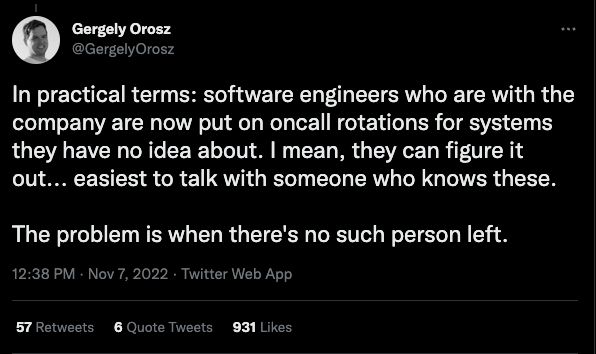 Gergely Orosz
@GergelyOrosz
In practical terms: software engineers who are with the
company are now put on oncall rotations for systems
they have no idea about. I mean, they can figure it
out... easiest to talk with someone who knows these.
The problem is when there's no such person left.
12:38 PM · Nov 7, 2022 · Twitter Web App
57 Retweets 6 Quote Tweets 931 Likes